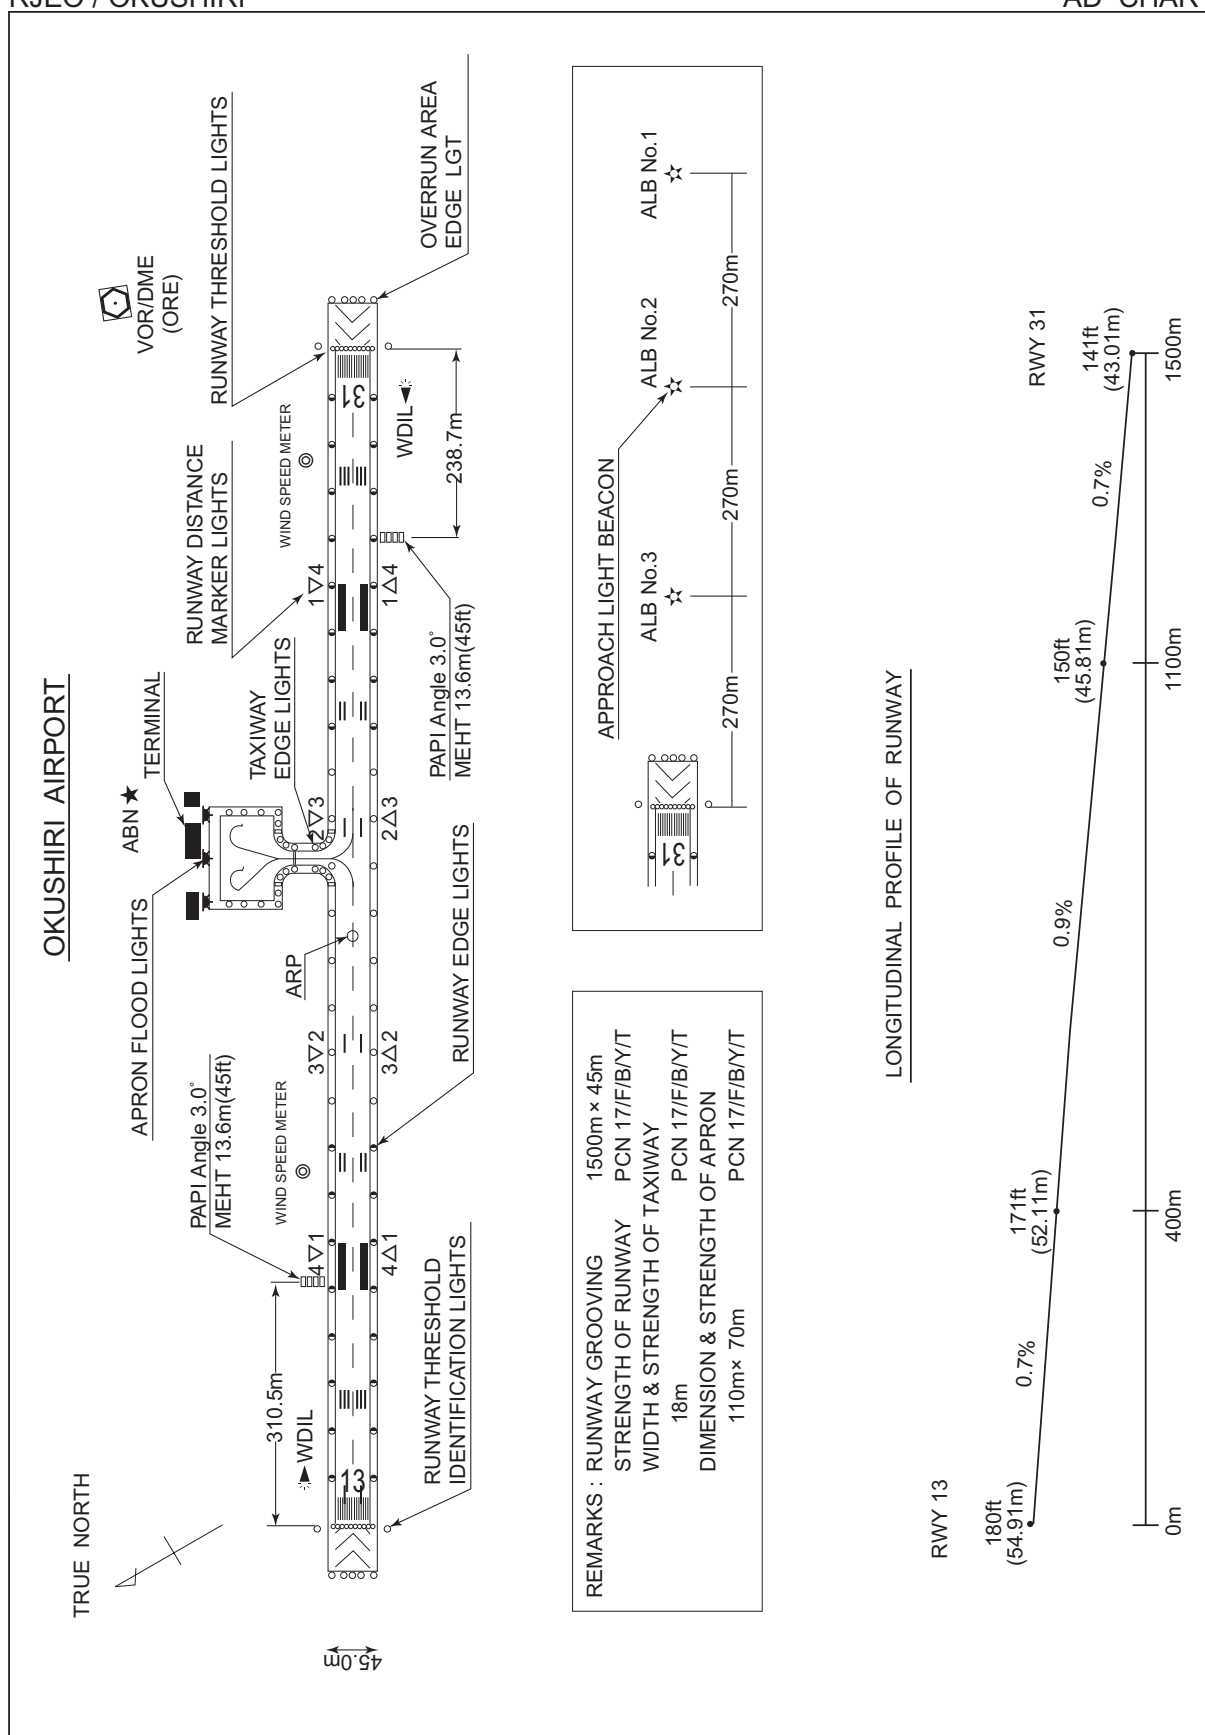 RJEO / OKUSHIRI
AD CHAR
OKUSHIRI AIRPORT
TRUE NORTH
45.0m
310.5m
WDIL
PAPI Angle 3.0°
MEHT 13.6m(45ft)
WIND SPEED METER
APRON FLOOD LIGHTS
ABN
TERMINAL
ARP
TAXIWAY
EDGE LIGHTS
RUNWAY DISTANCE
MARKER LIGHTS
WIND SPEED METER
RUNWAY THRESHOLD LIGHTS
VOR/DME
(ORE)
4▽1
3▽2
2▽3
1▽4
13
31
4△1
3△2
2△3
1△4
RUNWAY THRESHOLD
IDENTIFICATION LIGHTS
RUNWAY EDGE LIGHTS
PAPI Angle 3.0°
MEHT 13.6m(45ft)
238.7m
WDIL
OVERRUN AREA
EDGE LGT
REMARKS : RUNWAY GROOVING 1500m × 45m
STRENGTH OF RUNWAY PCN 17/F/B/Y/T
WIDTH & STRENGTH OF TAXIWAY
18m PCN 17/F/B/Y/T
DIMENSION & STRENGTH OF APRON
110m× 70m PCN 17/F/B/Y/T
APPROACH LIGHT BEACON
ALB No.3
ALB No.2
ALB No.1
31
270m
270m
270m
LONGITUDINAL PROFILE OF RUNWAY
RWY 13
RWY 31
180ft
(54.91m)
0.7%
171ft
(52.11m)
0.9%
150ft
(45.81m)
0.7%
141ft
(43.01m)
0m
400m
1100m
1500m